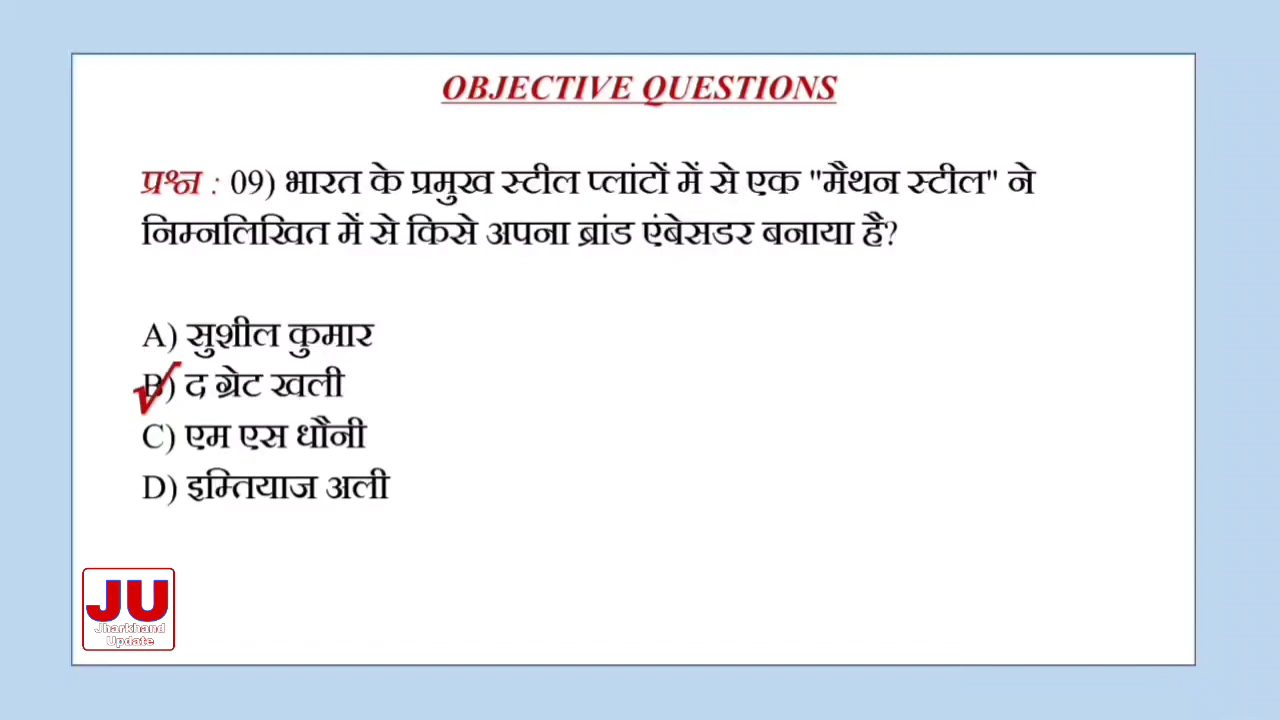 OBJECTIVE QUESTIONS
प्रश्न : 09) भारत के प्रमुख स्टील प्लांटों में से एक "मैथन स्टील" ने
निम्नलिखित में से किसे अपना ब्रांड एंबेसडर बनाया है?
A) सुशील कुमार
B) द ग्रेट खली
C) एम एस धौनी
D) इम्तियाज अली
JU
Jharkhand
Update